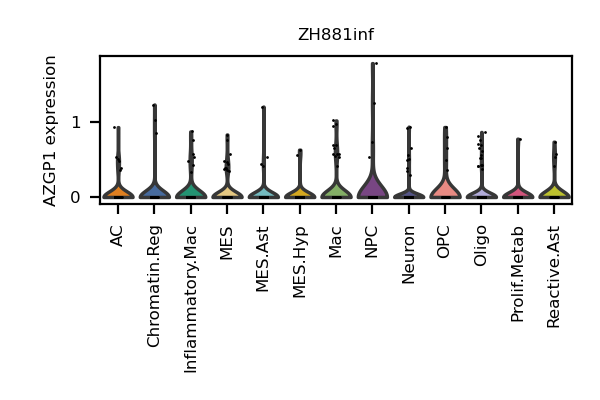 ZH881inf
AZGP1 expression
1
0
AC
Chromatin.Reg
Inflammatory.Mac
MES
MES.Ast
MES.Hyp
Mac
NPC
Neuron
OPC
Oligo
Prolif.Metab
Reactive.Ast